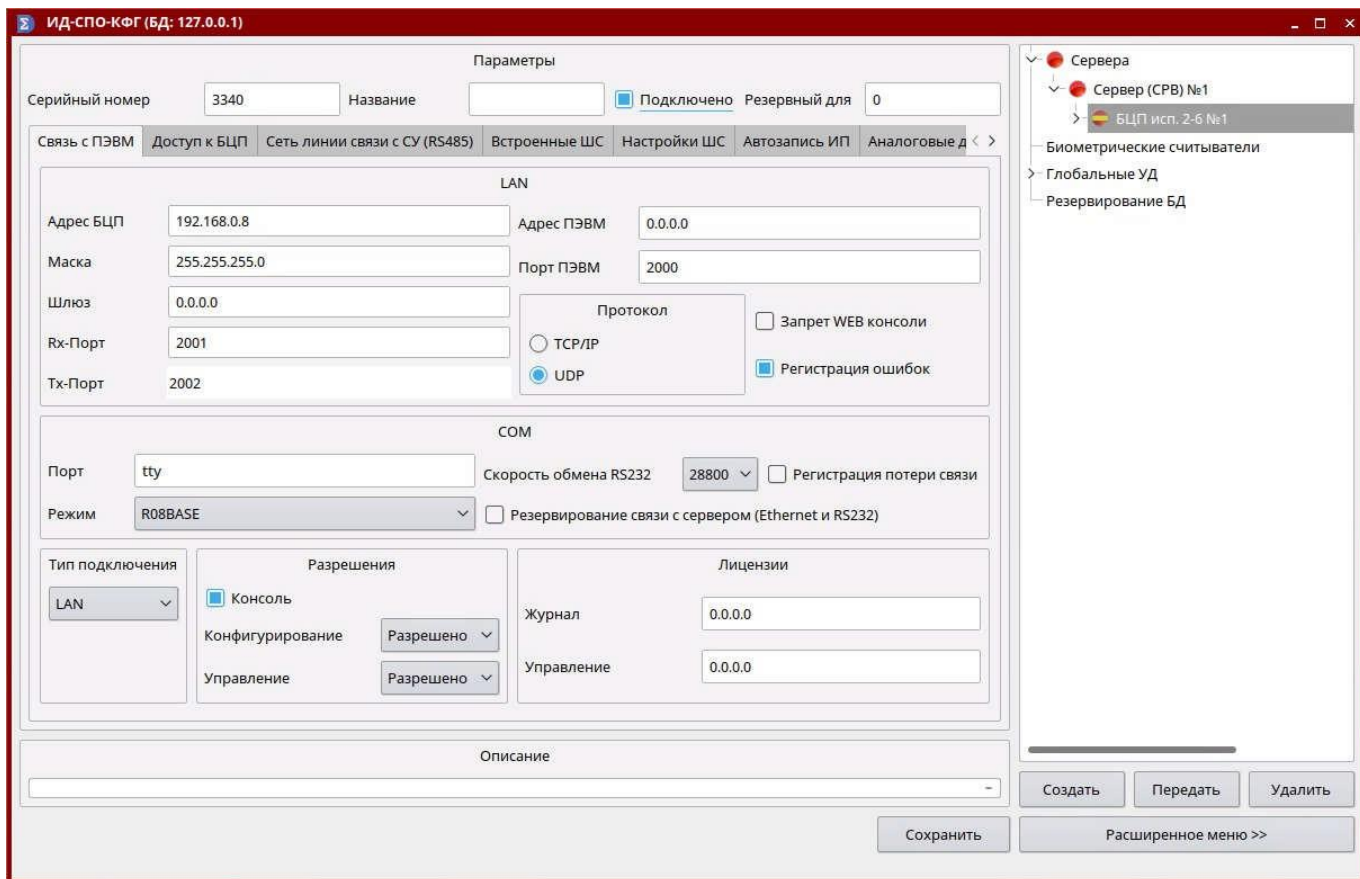 ИД-СПО-КФГ (БД: 127.0.0.1)
Параметры
Серийный номер 3340 Название Подключено Резервный для 0
Связь с ПЭВМ Доступ к БЦП Сеть линии связи с СУ (RS485) Встроенные ШС Настройки ШС Автозапись ИП Аналоговые д
LAN
Адрес БЦП 192.168.0.8 Адрес ПЭВМ 0.0.0.0
Маска 255.255.255.0 Порт ПЭВМ 2000
Шлюз 0.0.0.0
Протокол
Запрет WEB консоли
Rx-Порт 2001 TCP/IP
Tx-Порт 2002 UDP
Регистрация ошибок
COM
Порт tty Скорость обмена RS232 28800 Регистрация потери связи
Режим R08BASE Резервирование связи с сервером (Ethernet и RS232)
Тип подключения
LAN
Разрешения
Консоль
Конфигурирование Разрешено
Управление Разрешено
Лицензии
Журнал 0.0.0.0
Управление 0.0.0.0
Описание
Сохранить
Сервера
Сервер (СРВ) №1
БЦП исп. 2-6 №1
Биометрические считыватели
Глобальные УД
Резервирование БД
Создать Передать Удалить
Расширенное меню >>